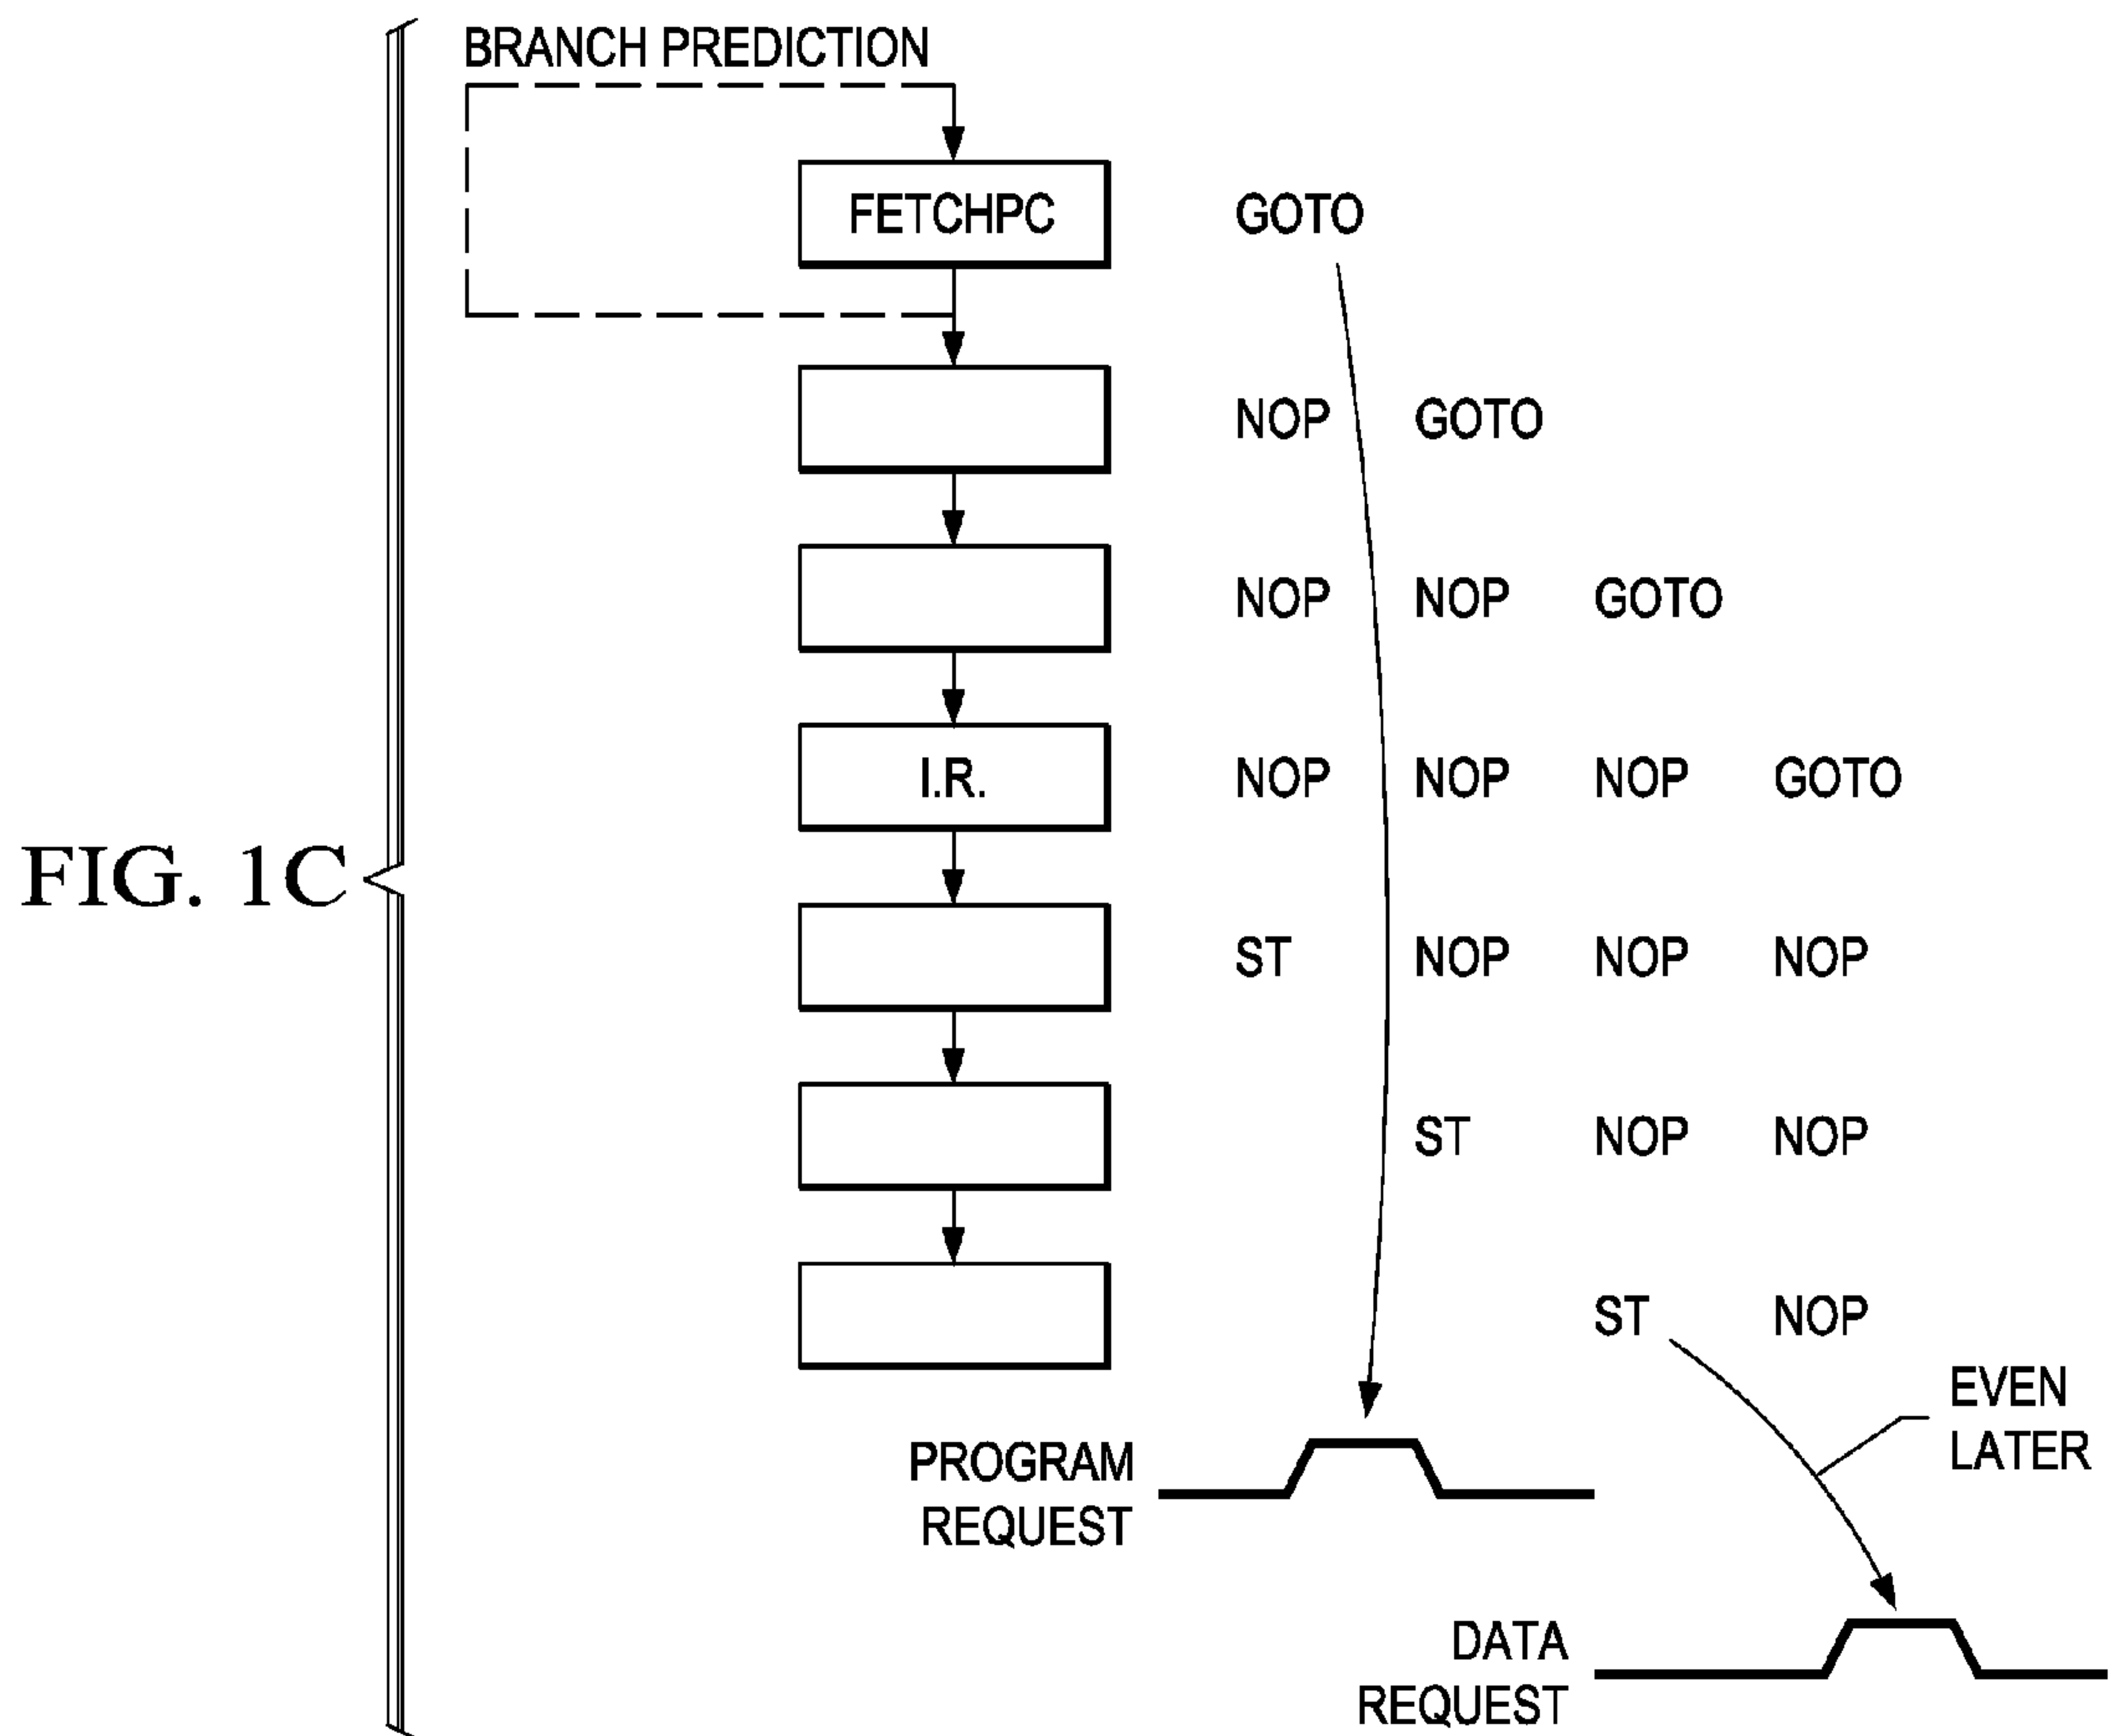 BRANCH PREDICTION
FETCHPC GOTO
NOP GOTO
NOP NOP GOTO
I.R. NOP NOP NOP GOTO
FIG. 1C
ST NOP NOP NOP
ST NOP NOP
ST NOP
EVEN
LATER
PROGRAM
REQUEST
DATA
REQUEST